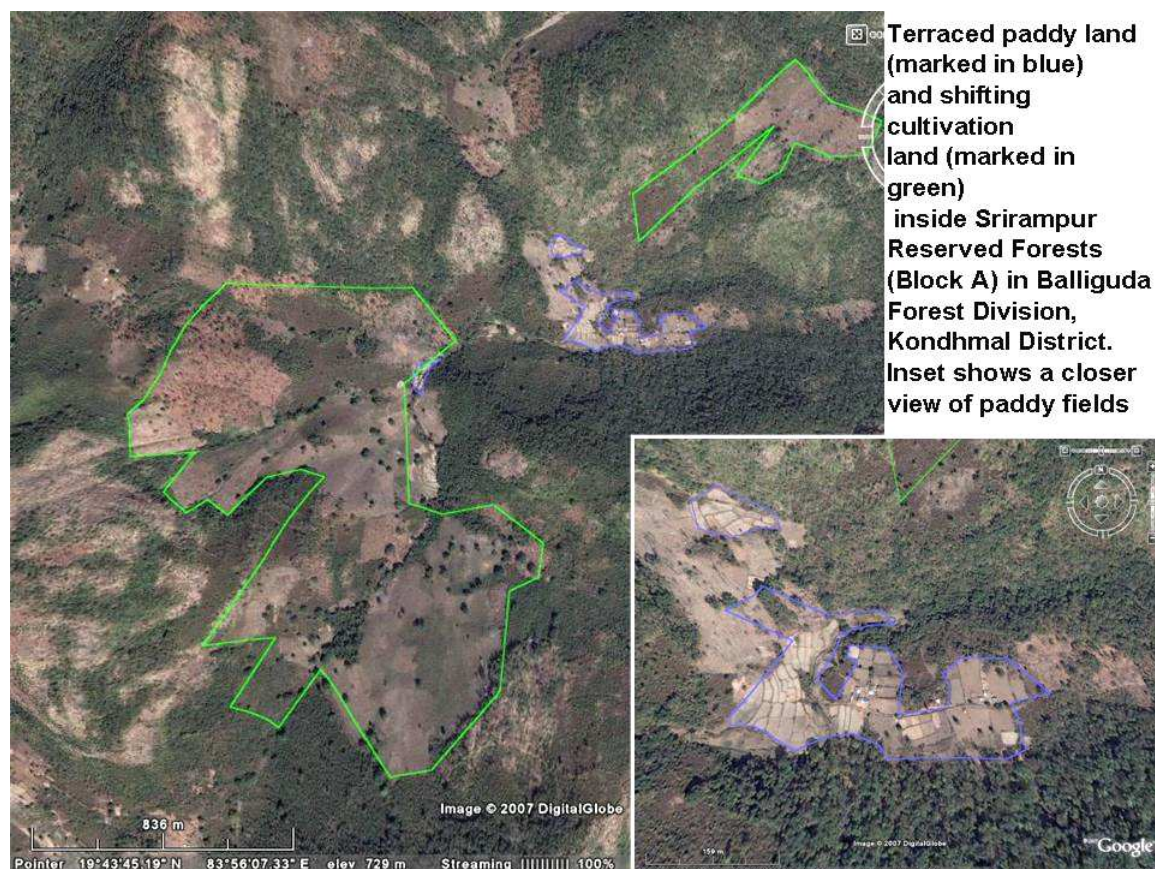 Terraced paddy land
(marked in blue)
and shifting
cultivation
land (marked in
green)
inside Srirampur
Reserved Forests
(Block A) in Balliguda
Forest Division,
Kondhmal District.
Inset shows a closer
view of paddy fields
N
Image © 2007 DigitalGlobe
836 m
Pointer 19°43'45.19" N 83°56'07.33" E elev 729 m Streaming |||||||||| 100%
Image © 2007 DigitalGlobe
Google
159 m